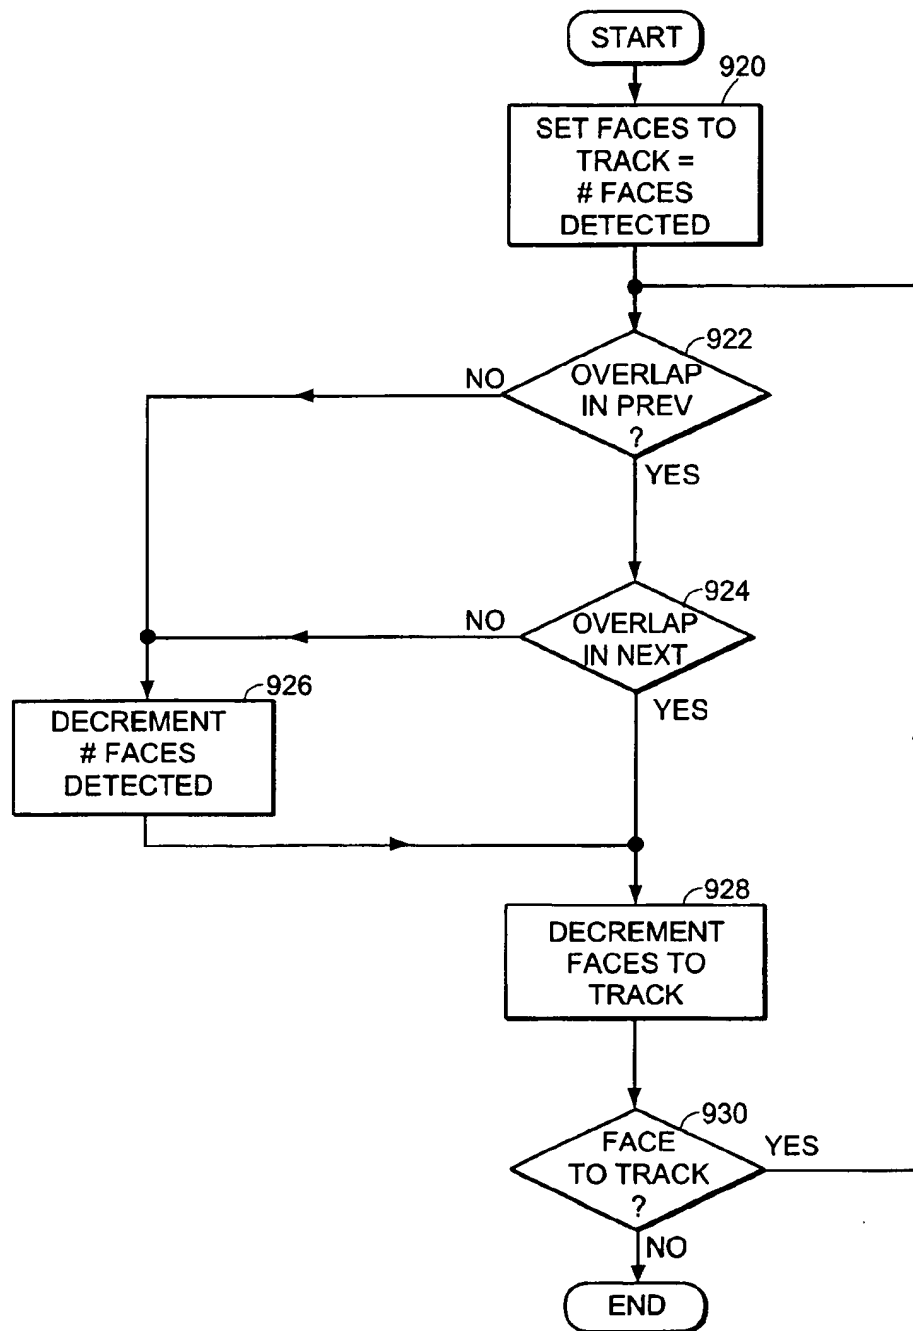 START
920
SET FACES TO
TRACK =
# FACES
DETECTED
922
OVERLAP
IN PREV
?
NO
YES
924
OVERLAP
IN NEXT
NO
YES
926
DECREMENT
# FACES
DETECTED
928
DECREMENT
FACES TO
TRACK
930
FACE
TO TRACK
?
YES
NO
END